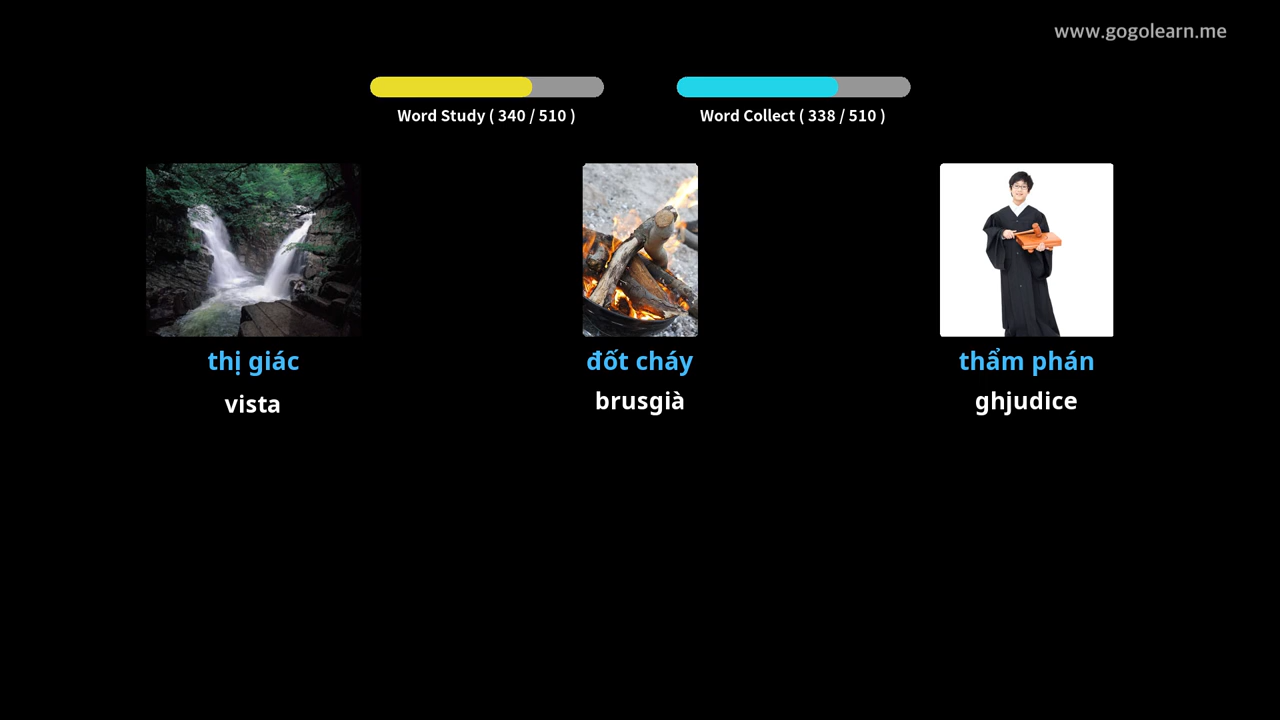 www.gogolearn.me
Word Study ( 340 / 510 )
Word Collect ( 338 / 510 )
thị giác
đốt cháy
thẩm phán
vista
brusgià
ghjudice